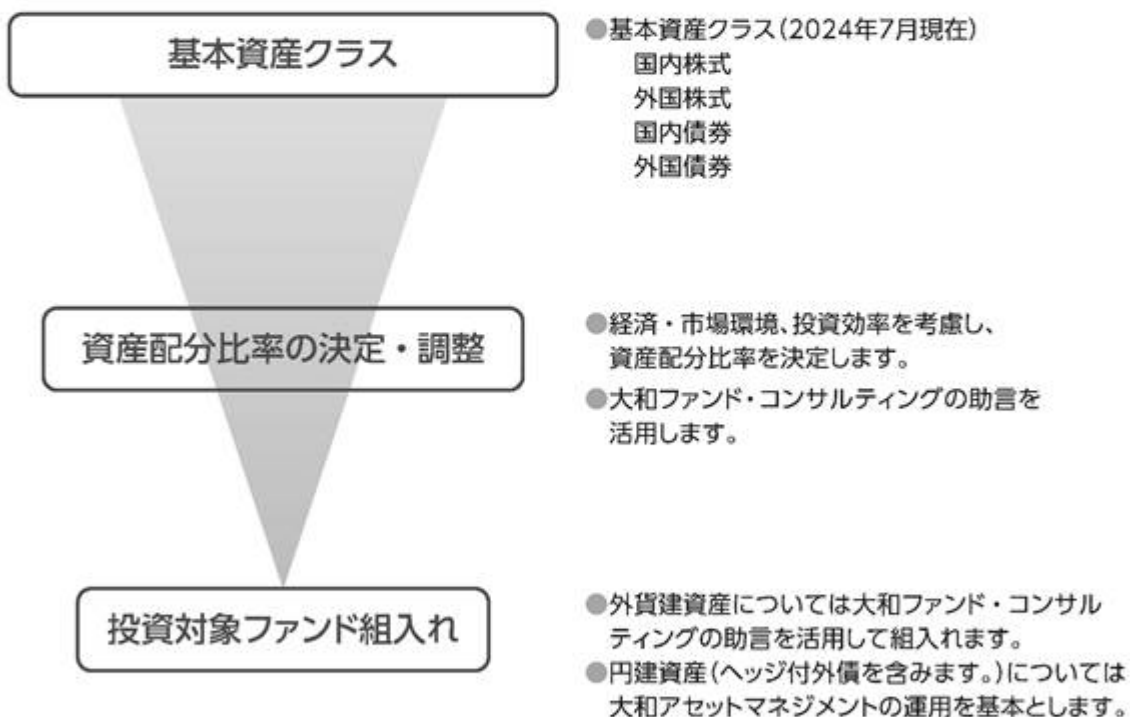 基本資産クラス
●基本資産クラス(2024年7月現在)
国内株式
外国株式
国内債券
外国債券
資産配分比率の決定・調整
●経済・市場環境、投資効率を考慮し、
資産配分比率を決定します。
●大和ファンド・コンサルティングの助言を
活用します。
投資対象ファンド組入れ
●外貨建資産については大和ファンド・コンサル
ティングの助言を活用して組入れます。
●円建資産(ヘッジ付外債を含みます。)については
大和アセットマネジメントの運用を基本とします。